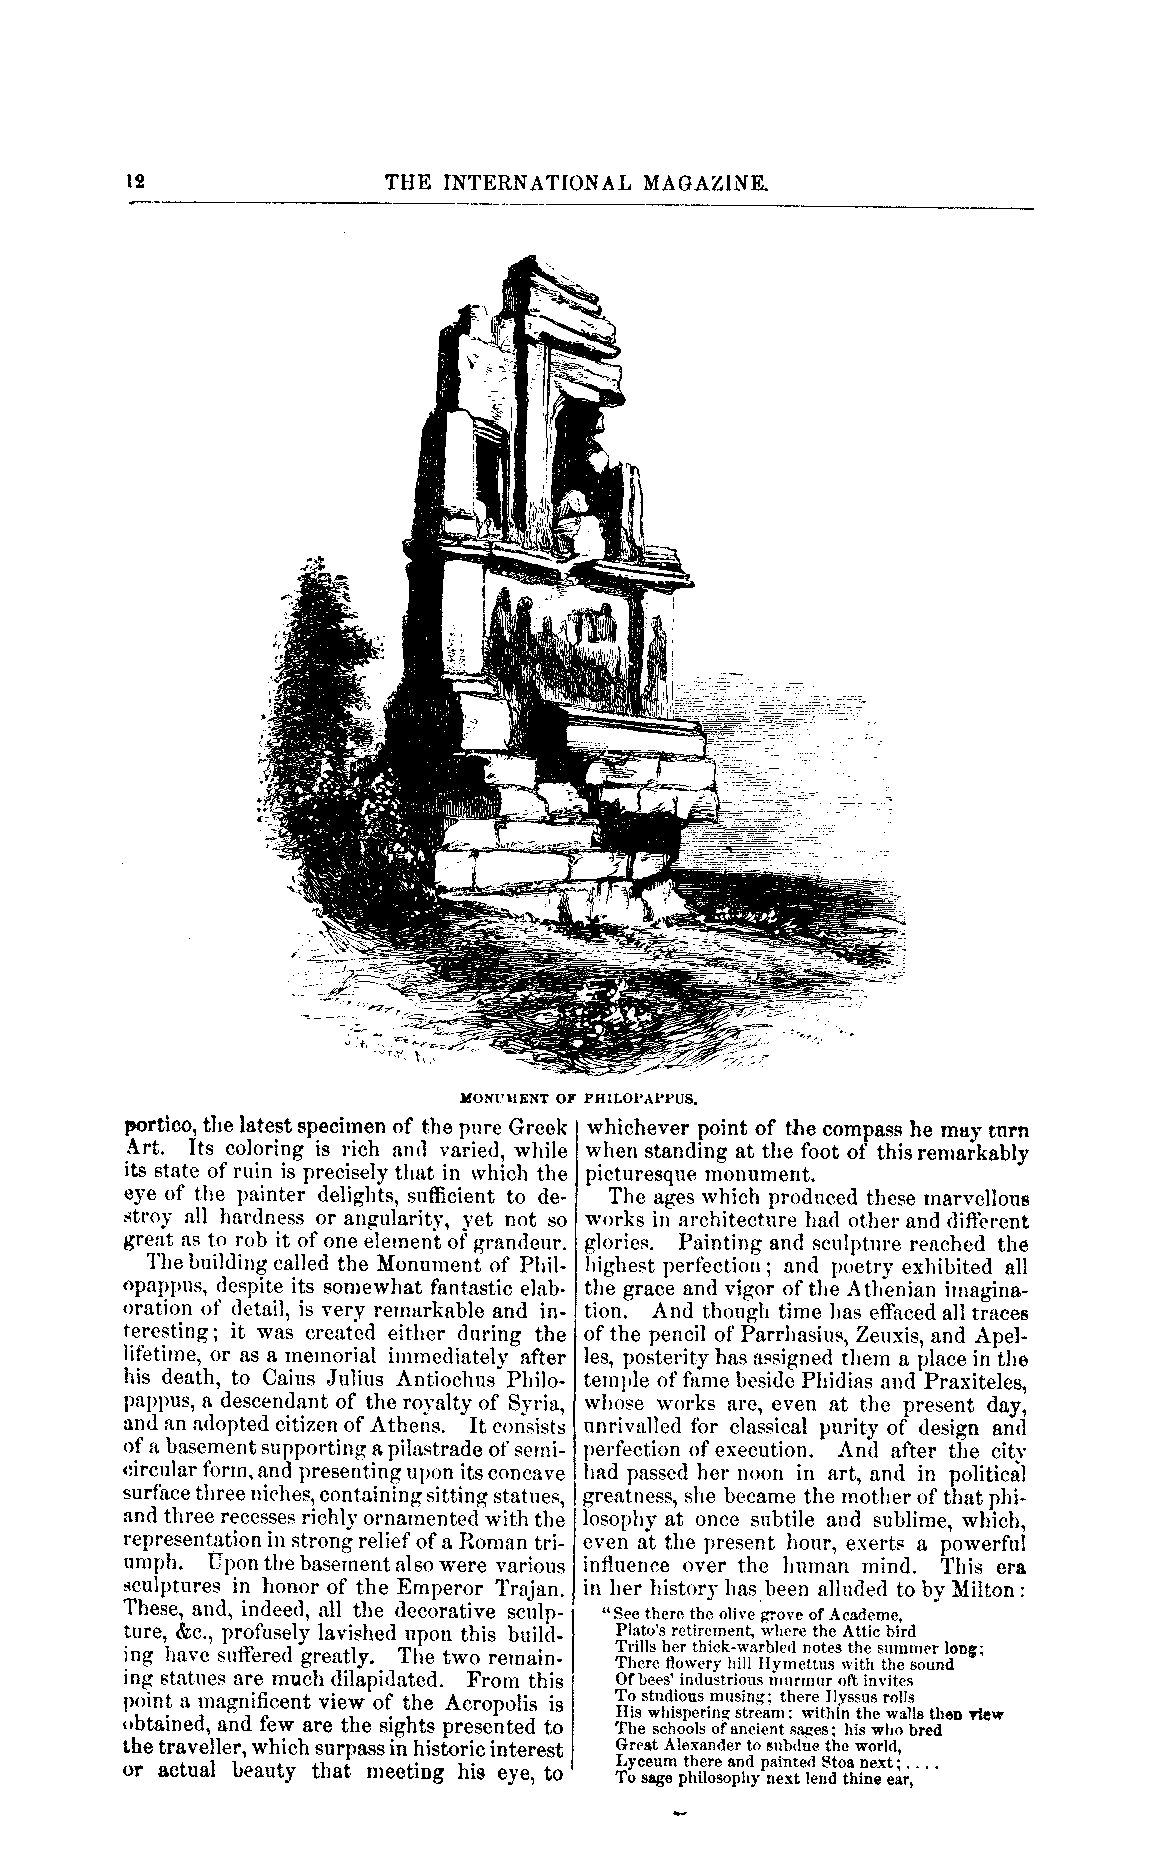 12
THE INTERNATIONAL MAGAZINE.
MONUMENT OF PHILOPAPPUS.
portico, the latest specimen of the pure Greek
Art. Its coloring is rich and varied, while
its state of ruin is precisely that in which the
eye of the painter delights, sufficient to de-
stroy all hardness or angularity, yet not so
great as to rob it of one element of grandeur.
The building called the Monument of Phil-
opappus, despite its somewhat fantastic elab-
oration of detail, is very remarkable and in-
teresting; it was created either during the
lifetime, or as a memorial immediately after
his death, to Caius Julius Antiochus Philo-
pappus, a descendant of the royalty of Syria,
and an adopted citizen of Athens. It consists
of a basement supporting a pilastrade of semi-
circular form, and presenting upon its concave
surface three niches, containing sitting statues,
and three recesses richly ornamented with the
representation in strong relief of a Roman tri-
umph. Upon the basement also were various
sculptures in honor of the Emperor Trajan.
These, and, indeed, all the decorative sculp-
ture, &c., profusely lavished upon this build-
ing have suffered greatly. The two remain-
ing statues are much dilapidated. From this
point a magnificent view of the Acropolis is
obtained, and few are the sights presented to
the traveller, which surpass in historic interest
or actual beauty that meeting his eye, to
whichever point of the compass he may turn
when standing at the foot of this remarkably
picturesque monument.
The ages which produced these marvellous
works in architecture had other and different
glories. Painting and sculpture reached the
highest perfection; and poetry exhibited all
the grace and vigor of the Athenian imagina-
tion. And though time has effaced all traces
of the pencil of Parrhasius, Zeuxis, and Apel-
les, posterity has assigned them a place in the
temple of fame beside Phidias and Praxiteles,
whose works are, even at the present day,
unrivalled for classical purity of design and
perfection of execution. And after the city
had passed her noon in art, and in political
greatness, she became the mother of that phi-
losophy at once subtile and sublime, which,
even at the present hour, exerts a powerful
influence over the human mind. This era
in her history has been alluded to by Milton:
"See there the olive grove of Academe,
Plato's retirement, where the Attic bird
Trills her thick-warbled notes the summer long;
There flowery hill Hymettus with the sound
Of bees' industrious murmur oft invites
To studious musing; there Ilyssus rolls
His whispering stream: within the walls then view
The schools of ancient sages; his who bred
Great Alexander to subdue the world,
Lyceum there and painted Stoa next; . . . .
To sage philosophy next lend thine ear,